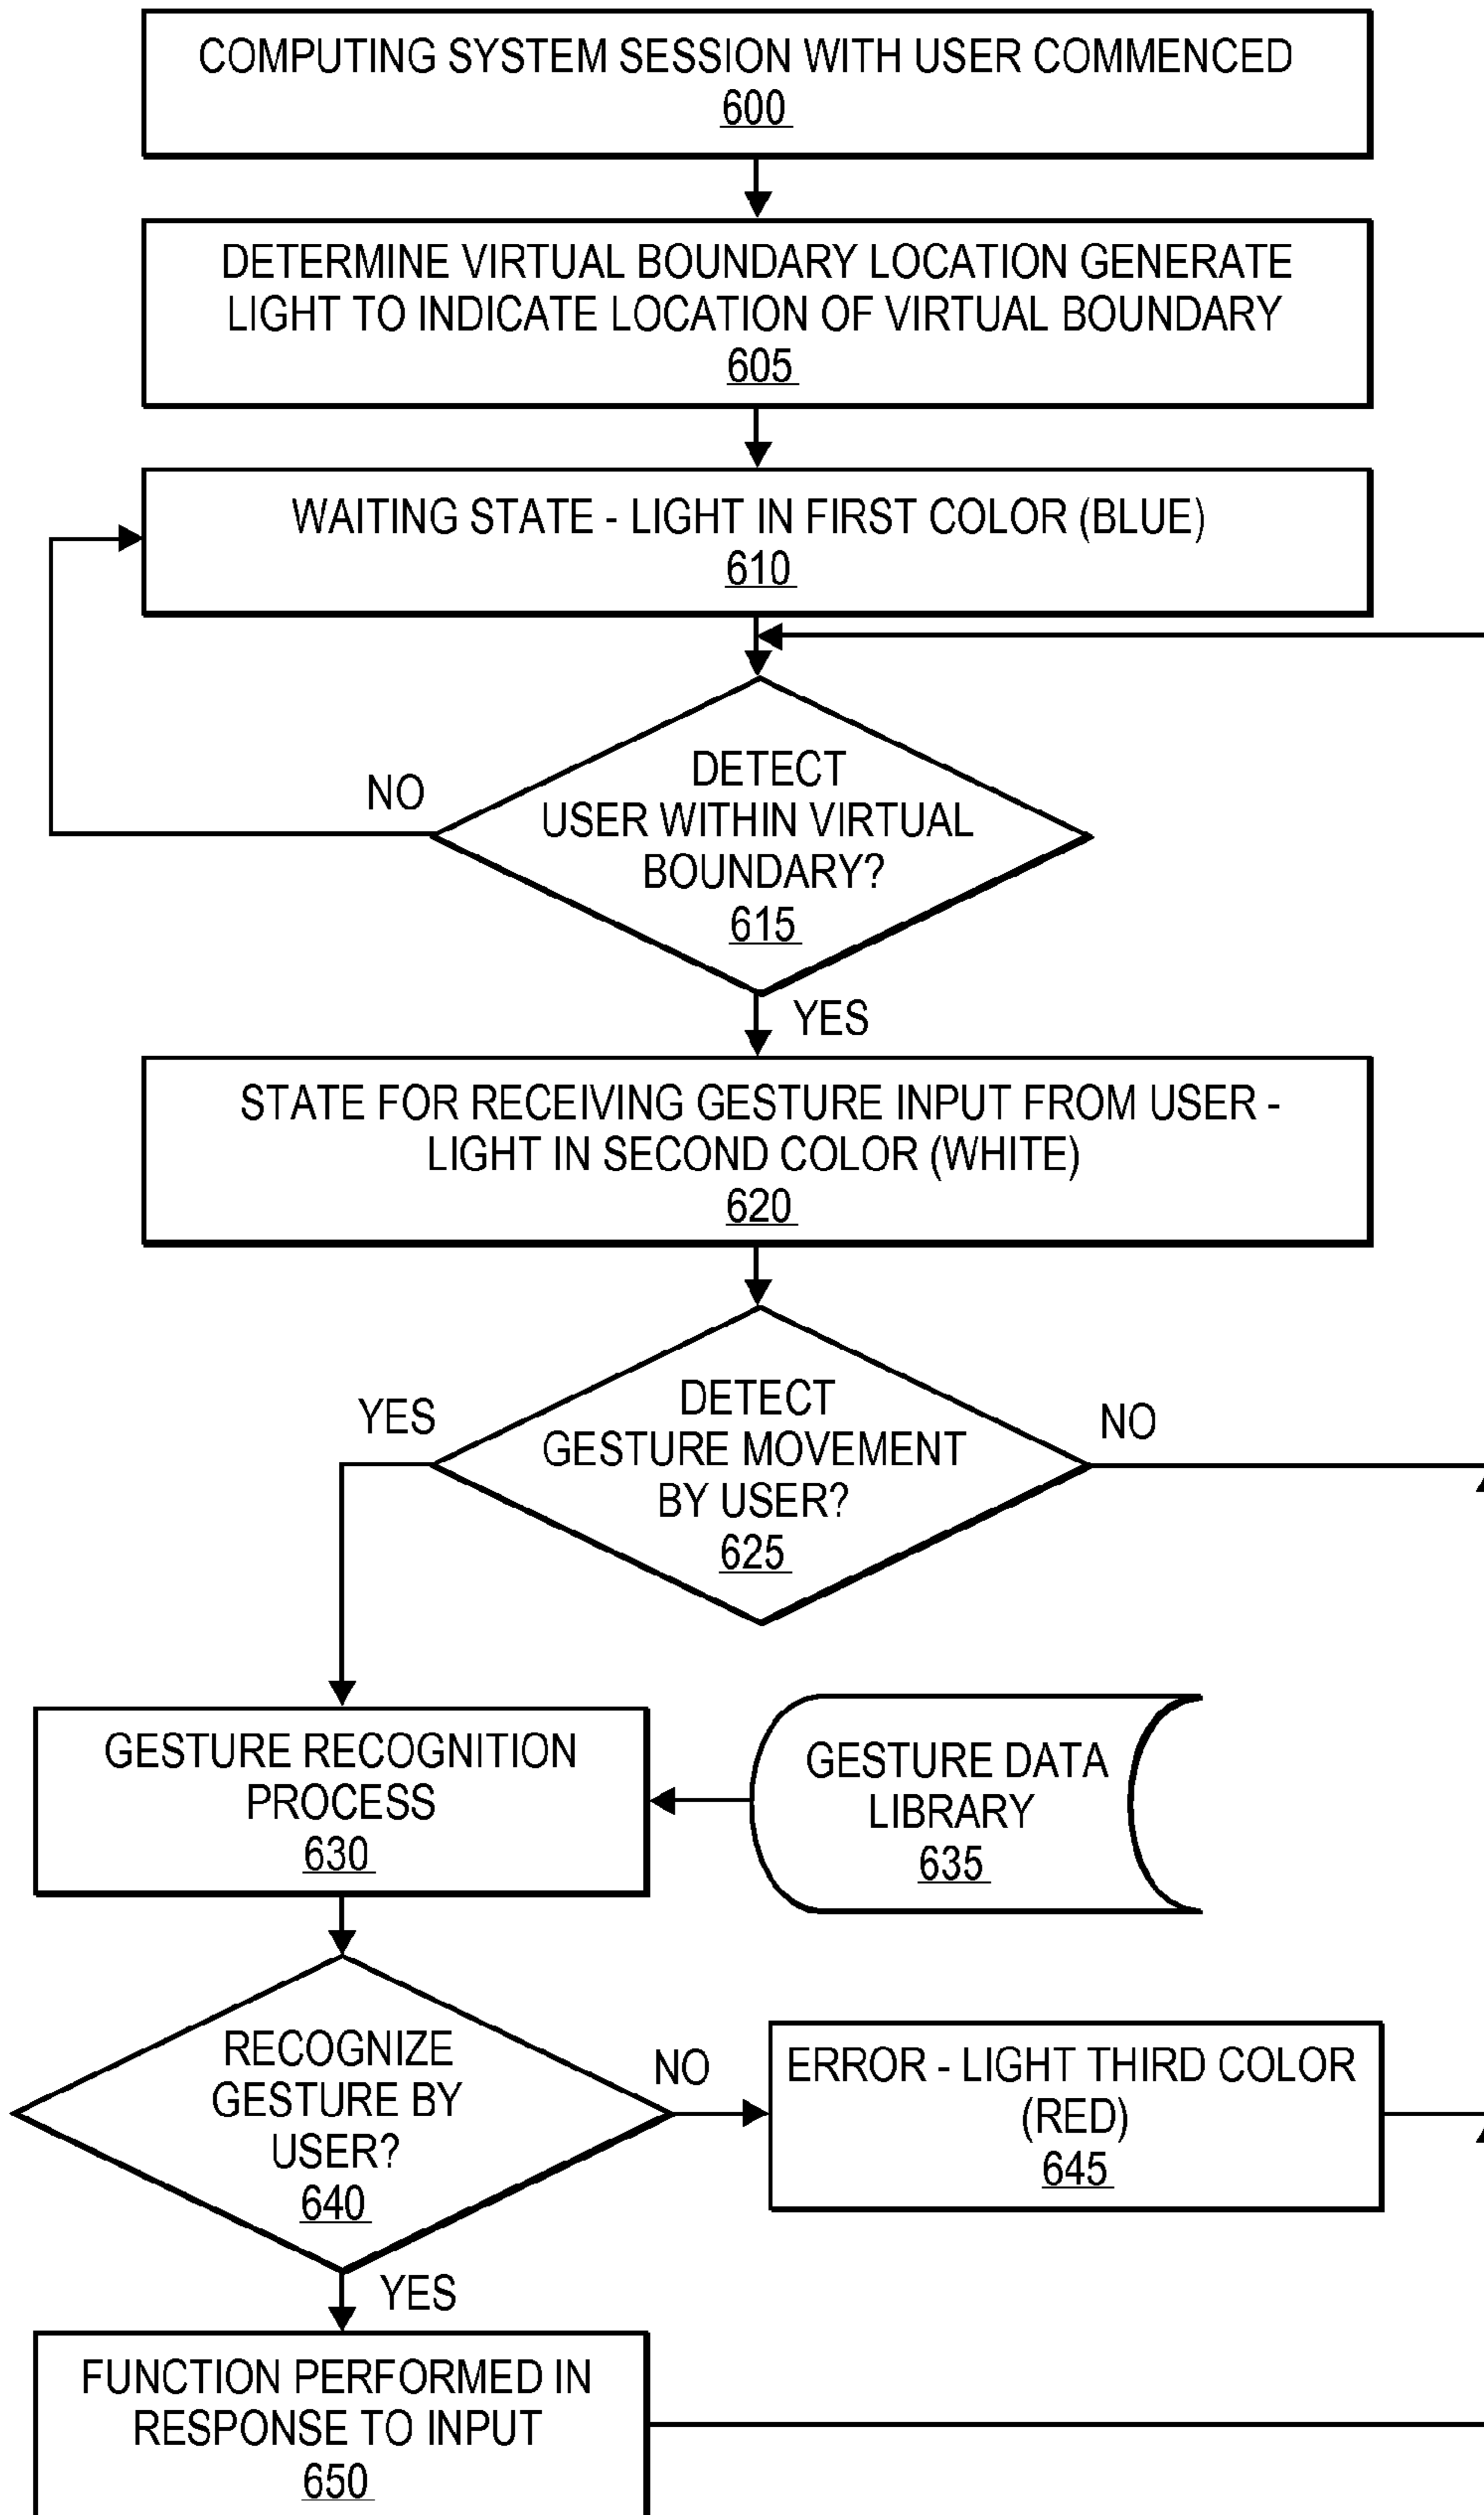 COMPUTING SYSTEM SESSION WITH USER COMMENCED
600
DETERMINE VIRTUAL BOUNDARY LOCATION GENERATE
LIGHT TO INDICATE LOCATION OF VIRTUAL BOUNDARY
605
WAITING STATE - LIGHT IN FIRST COLOR (BLUE)
610
DETECT
USER WITHIN VIRTUAL
BOUNDARY?
615
NO
YES
STATE FOR RECEIVING GESTURE INPUT FROM USER -
LIGHT IN SECOND COLOR (WHITE)
620
DETECT
GESTURE MOVEMENT
BY USER?
625
YES
NO
GESTURE RECOGNITION
PROCESS
630
GESTURE DATA
LIBRARY
635
RECOGNIZE
GESTURE BY
USER?
640
NO
ERROR - LIGHT THIRD COLOR
(RED)
645
YES
FUNCTION PERFORMED IN
RESPONSE TO INPUT
650